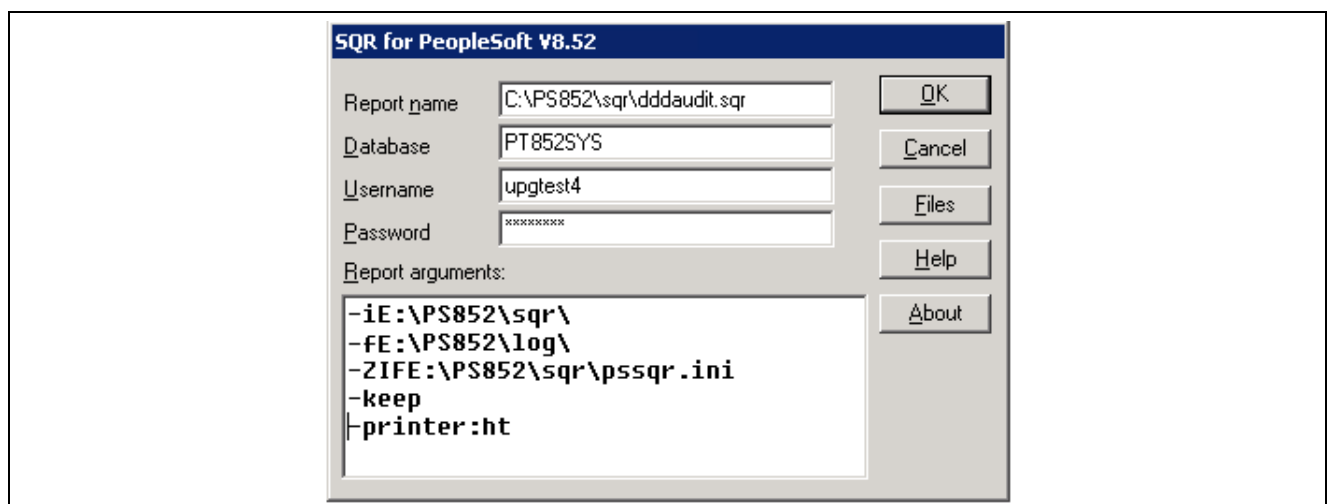 SQR for PeopleSoft V8.52
Report name C:\PS852\sqr\dddaudit.sqr OK
Database PT852SYS Cancel
Username upgtest4 Files
Password ********
Report arguments: Help
-iE:\PS852\sqr\ About
-fE:\PS852\log\
-ZIFE:\PS852\sqr\pssqr.ini
-keep
-printer:ht